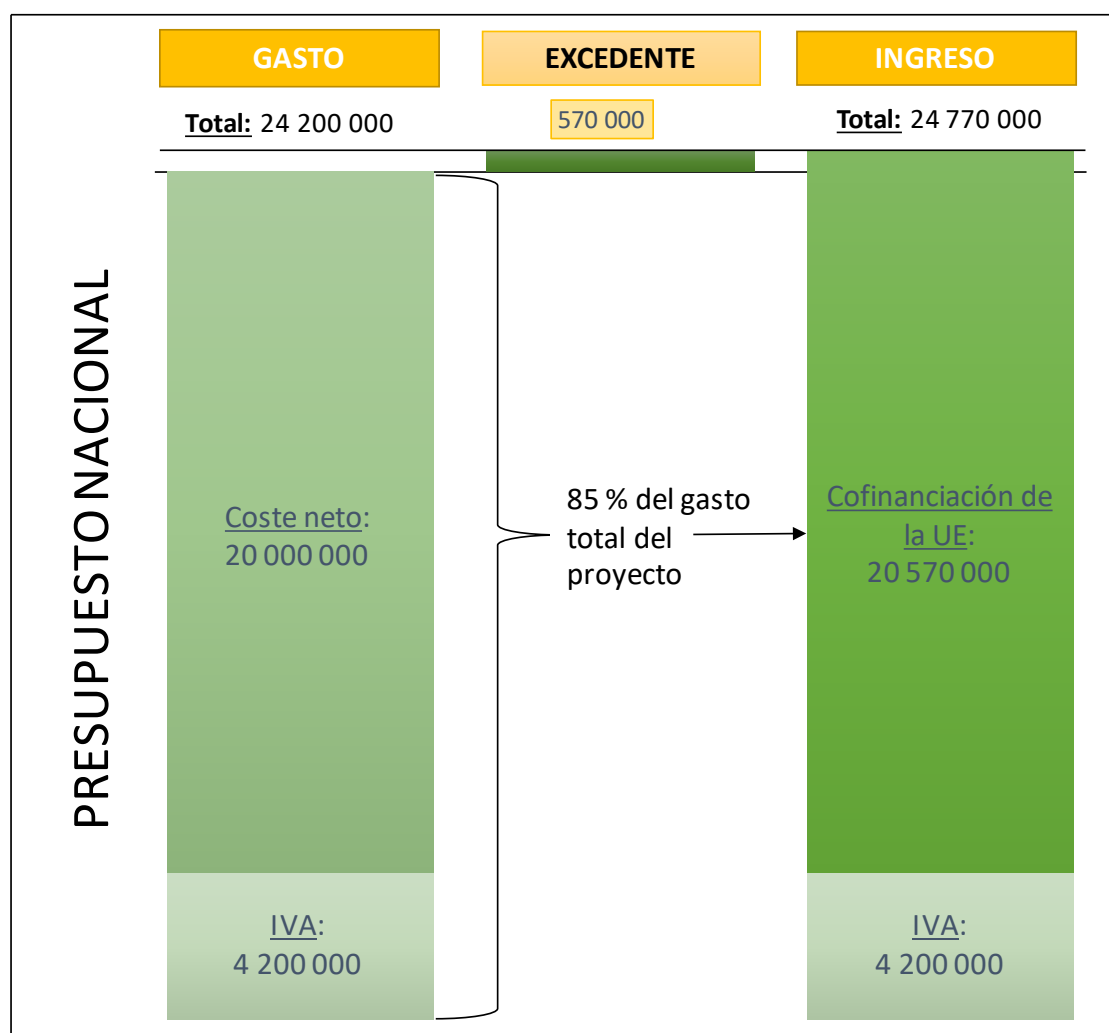 GASTO
EXCEDENTE
INGRESO
Total: 24 200 000
570 000
Total: 24 770 000
PRESUPUESTO NACIONAL
Coste neto:
20 000 000
85 % del gasto
total del
proyecto
Cofinanciación de
la UE:
20 570 000
IVA:
4 200 000
IVA:
4 200 000